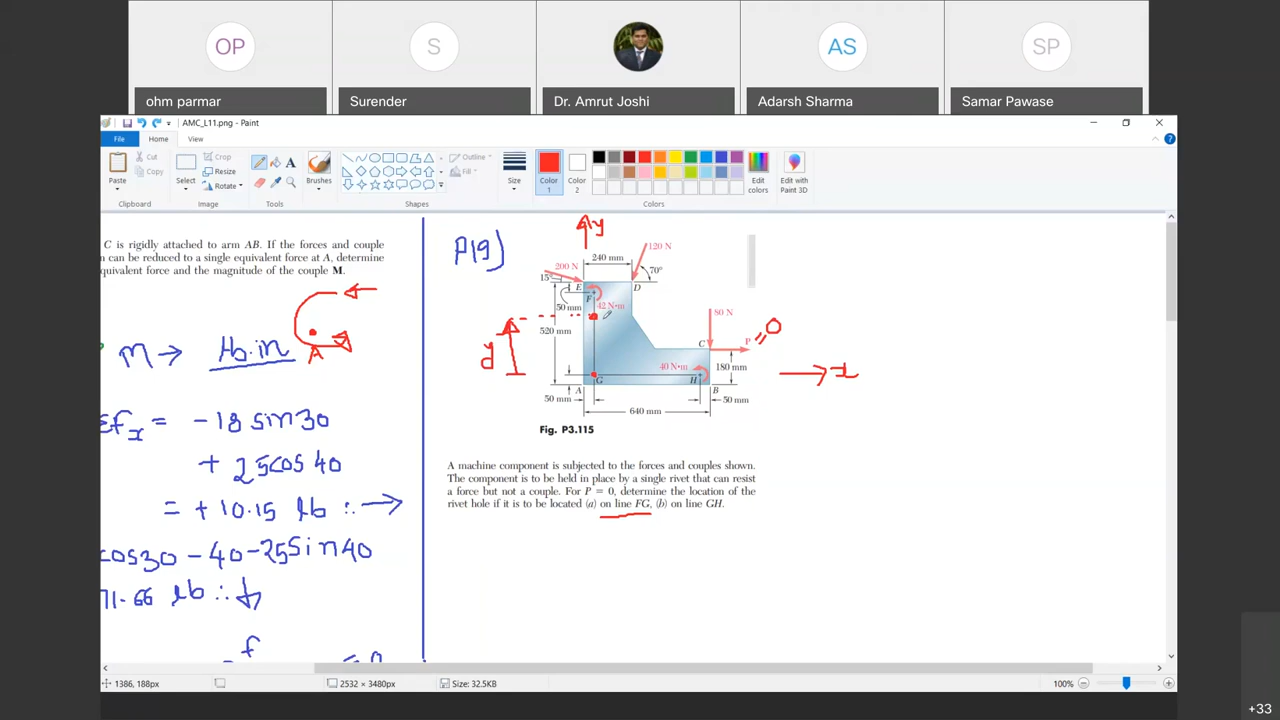 OP
S
AS
SP
ohm parmar
Surender
Dr. Amrut Joshi
Adarsh Sharma
Samar Pawase
AMC_L11.png - Paint
File
Home
View
Paste
Cut
Copy
Clipboard
Select
Crop
Resize
Rotate
Image
Tools
Brushes
Outline
Fill
Shapes
Size
Color 1
Color 2
Edit colors
Edit with Paint 3D
Colors
C is rigidly attached to arm AB. If the forces and couple
n can be reduced to a single equivalent force at A, determine
quivalent force and the magnitude of the couple M.
A
M → lb.in
Σfx = -18 sin30
+ 25cos40
= + 10.15 lb ∴ →
cos30 - 40 - 25sin40
71.66 lb ∴ ↓
f
= 0
P19)
y
240 mm
120 N
200 N
15°
70°
E
D
F
50 mm
42 N·m
80 N
520 mm
y
C
P = 0
40 N·m
180 mm
x
G
H
A
B
50 mm
50 mm
640 mm
Fig. P3.115
A machine component is subjected to the forces and couples shown.
The component is to be held in place by a single rivet that can resist
a force but not a couple. For P = 0, determine the location of the
rivet hole if it is to be located (a) on line FG, (b) on line GH.
1386, 188px
2532 × 3480px
Size: 32.5KB
100%
+33